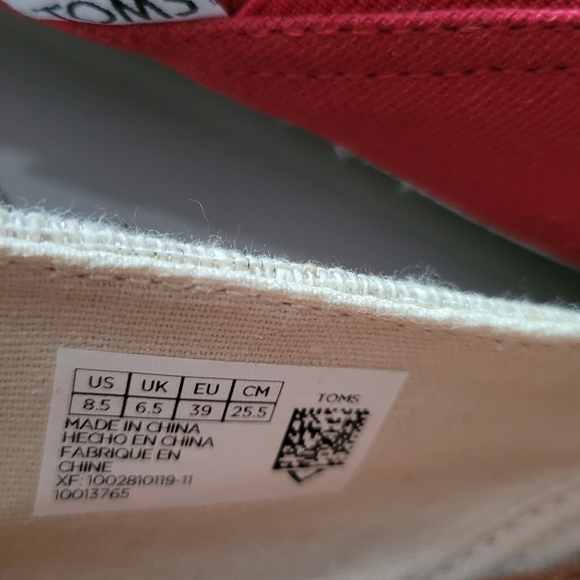 TOMS
US UK EU CM
8.5 6.5 39 25.5
TOMS
MADE IN CHINA
HECHO EN CHINA
FABRIQUE EN
CHINE
XF: 1002810119-11
10013765